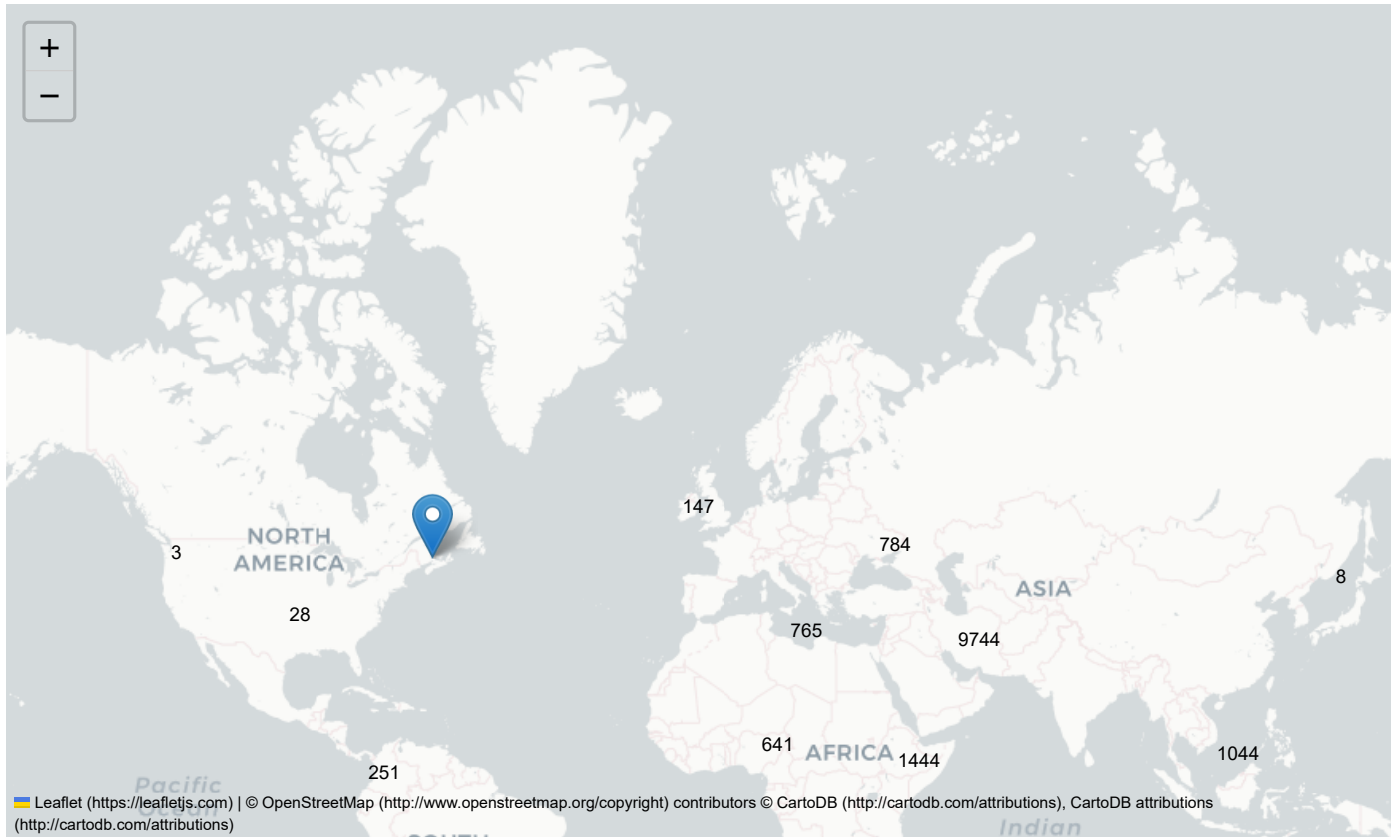 +
−
147
NORTH
AMERICA
784
3
ASIA
8
28
765
9744
641
AFRICA
1444
1044
251
Pacific
Ocean
Leaflet (https://leafletjs.com) | © OpenStreetMap (http://www.openstreetmap.org/copyright) contributors © CartoDB (http://cartodb.com/attributions), CartoDB attributions
(http://cartodb.com/attributions)
Indian
SOUTH